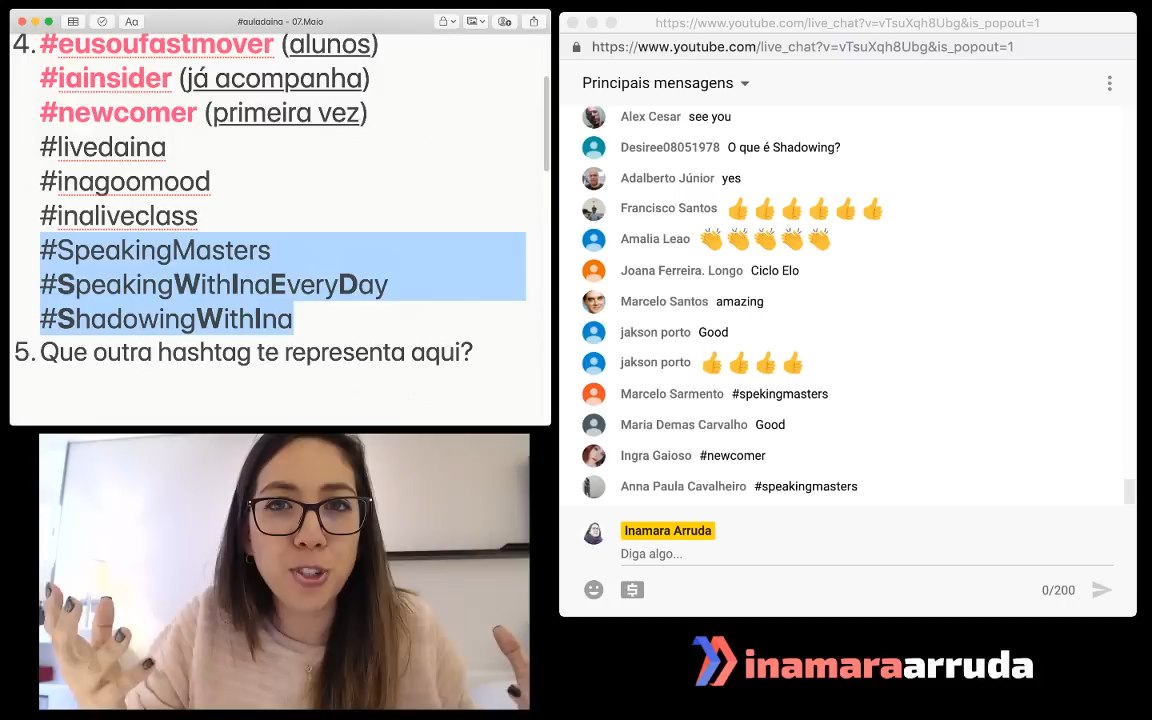 #auladaina - 07.Maio
Aa
4. #eusoufastmover (alunos)
#iainsider (já acompanha)
#newcomer (primeira vez)
#livedaina
#inagoomood
#inaliveclass
#SpeakingMasters
#SpeakingWithInaEveryDay
#ShadowingWithIna
5. Que outra hashtag te representa aqui?
https://www.youtube.com/live_chat?v=vTsuXqh8Ubg&is_popout=1
https://www.youtube.com/live_chat?v=vTsuXqh8Ubg&is_popout=1
Principais mensagens
Alex Cesar see you
Desiree08051978 O que é Shadowing?
Adalberto Júnior yes
Francisco Santos 👍👍👍👍👍👍
Amalia Leao 👏👏👏👏👏
Joana Ferreira. Longo Ciclo Elo
Marcelo Santos amazing
jakson porto Good
jakson porto 👍👍👍👍
Marcelo Sarmento #spekingmasters
Maria Demas Carvalho Good
Ingra Gaioso #newcomer
Anna Paula Cavalheiro #speakingmasters
Inamara Arruda
Diga algo...
0/200
inamaraarruda